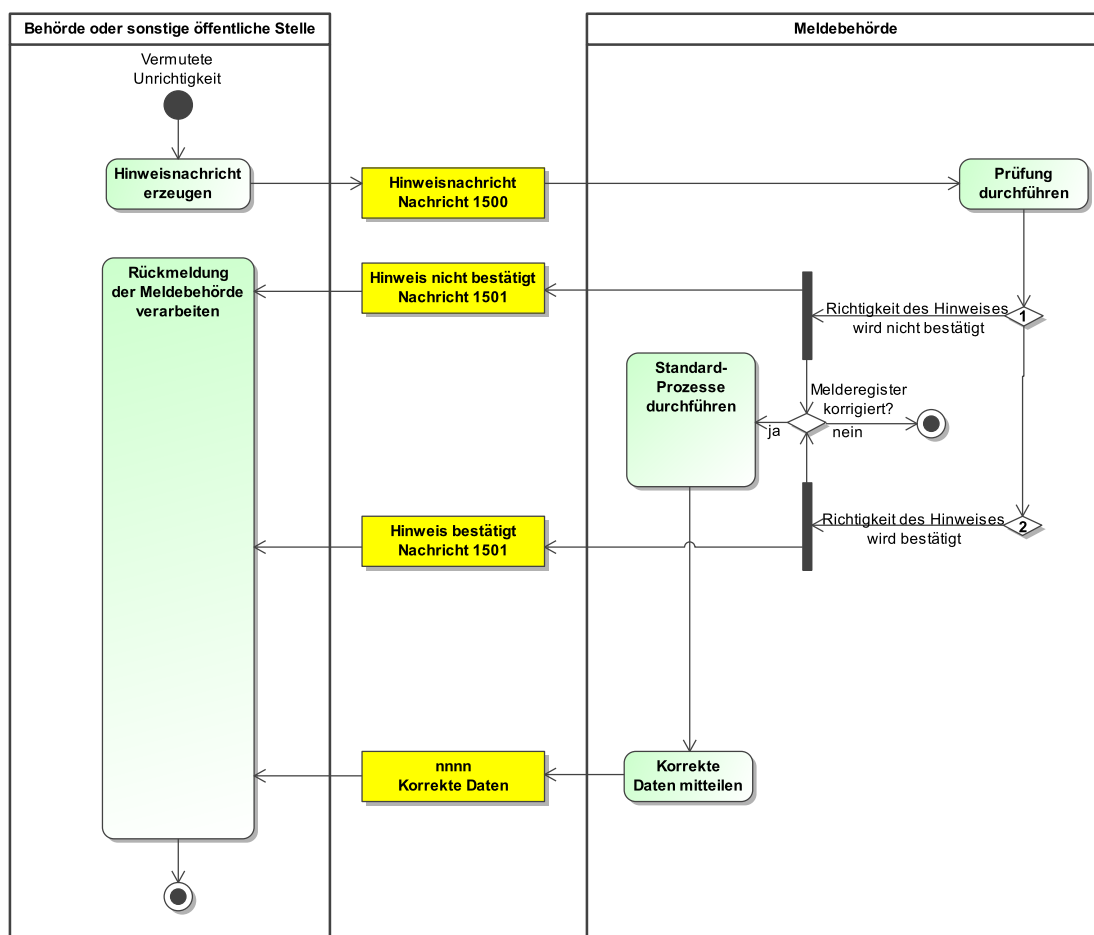 Behörde oder sonstige öffentliche Stelle
Meldebehörde
Vermutete
Unrichtigkeit
Hinweisnachricht
erzeugen
Hinweisnachricht
Nachricht 1500
Prüfung
durchführen
Rückmeldung
der Meldebehörde
verarbeiten
Hinweis nicht bestätigt
Nachricht 1501
Richtigkeit des Hinweises
wird nicht bestätigt
1
Standard-
Prozesse
durchführen
Melderegister
korrigiert?
ja
nein
Hinweis bestätigt
Nachricht 1501
Richtigkeit des Hinweises
wird bestätigt
2
nnnn
Korrekte Daten
Korrekte
Daten mitteilen